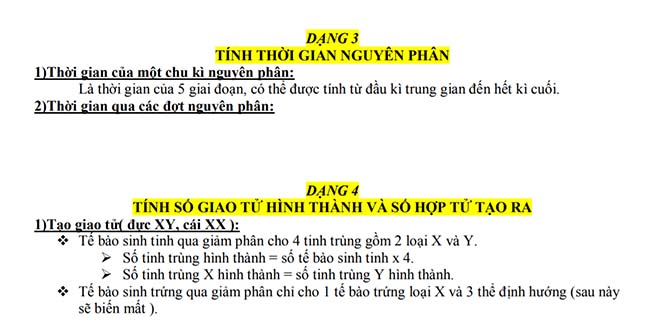 DẠNG 3
TÍNH THỜI GIAN NGUYÊN PHÂN
1)Thời gian của một chu kì nguyên phân:
Là thời gian của 5 giai đoạn, có thể được tính từ đầu kì trung gian đến hết kì cuối.
2)Thời gian qua các đợt nguyên phân:
DẠNG 4
TÍNH SỐ GIAO TỬ HÌNH THÀNH VÀ SỐ HỢP TỬ TẠO RA
1)Tạo giao tử( đực XY, cái XX ):
❖ Tế bào sinh tinh qua giảm phân cho 4 tinh trùng gồm 2 loại X và Y.
➢ Số tinh trùng hình thành = số tế bào sinh tinh x 4.
➢ Số tinh trùng X hình thành = số tinh trùng Y hình thành.
❖ Tế bào sinh trứng qua giảm phân chỉ cho 1 tế bào trứng loại X và 3 thể định hướng (sau này
sẽ biến mất ).